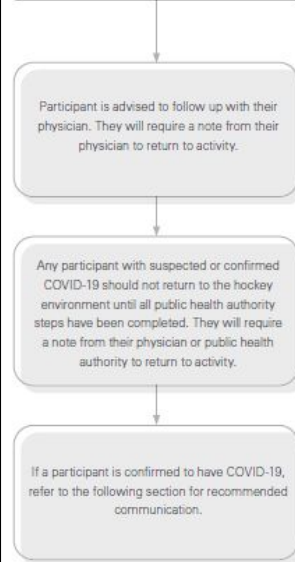 Participant is advised to follow up with their
physician. They will require a note from their
physician to return to activity.
Any participant with suspected or confirmed
COVID-19 should not return to the hockey
environment until all public health authority
steps have been completed. They will require
a note from their physician or public health
authority to return to activity.
If a participant is confirmed to have COVID-19,
refer to the following section for recommended
communication.